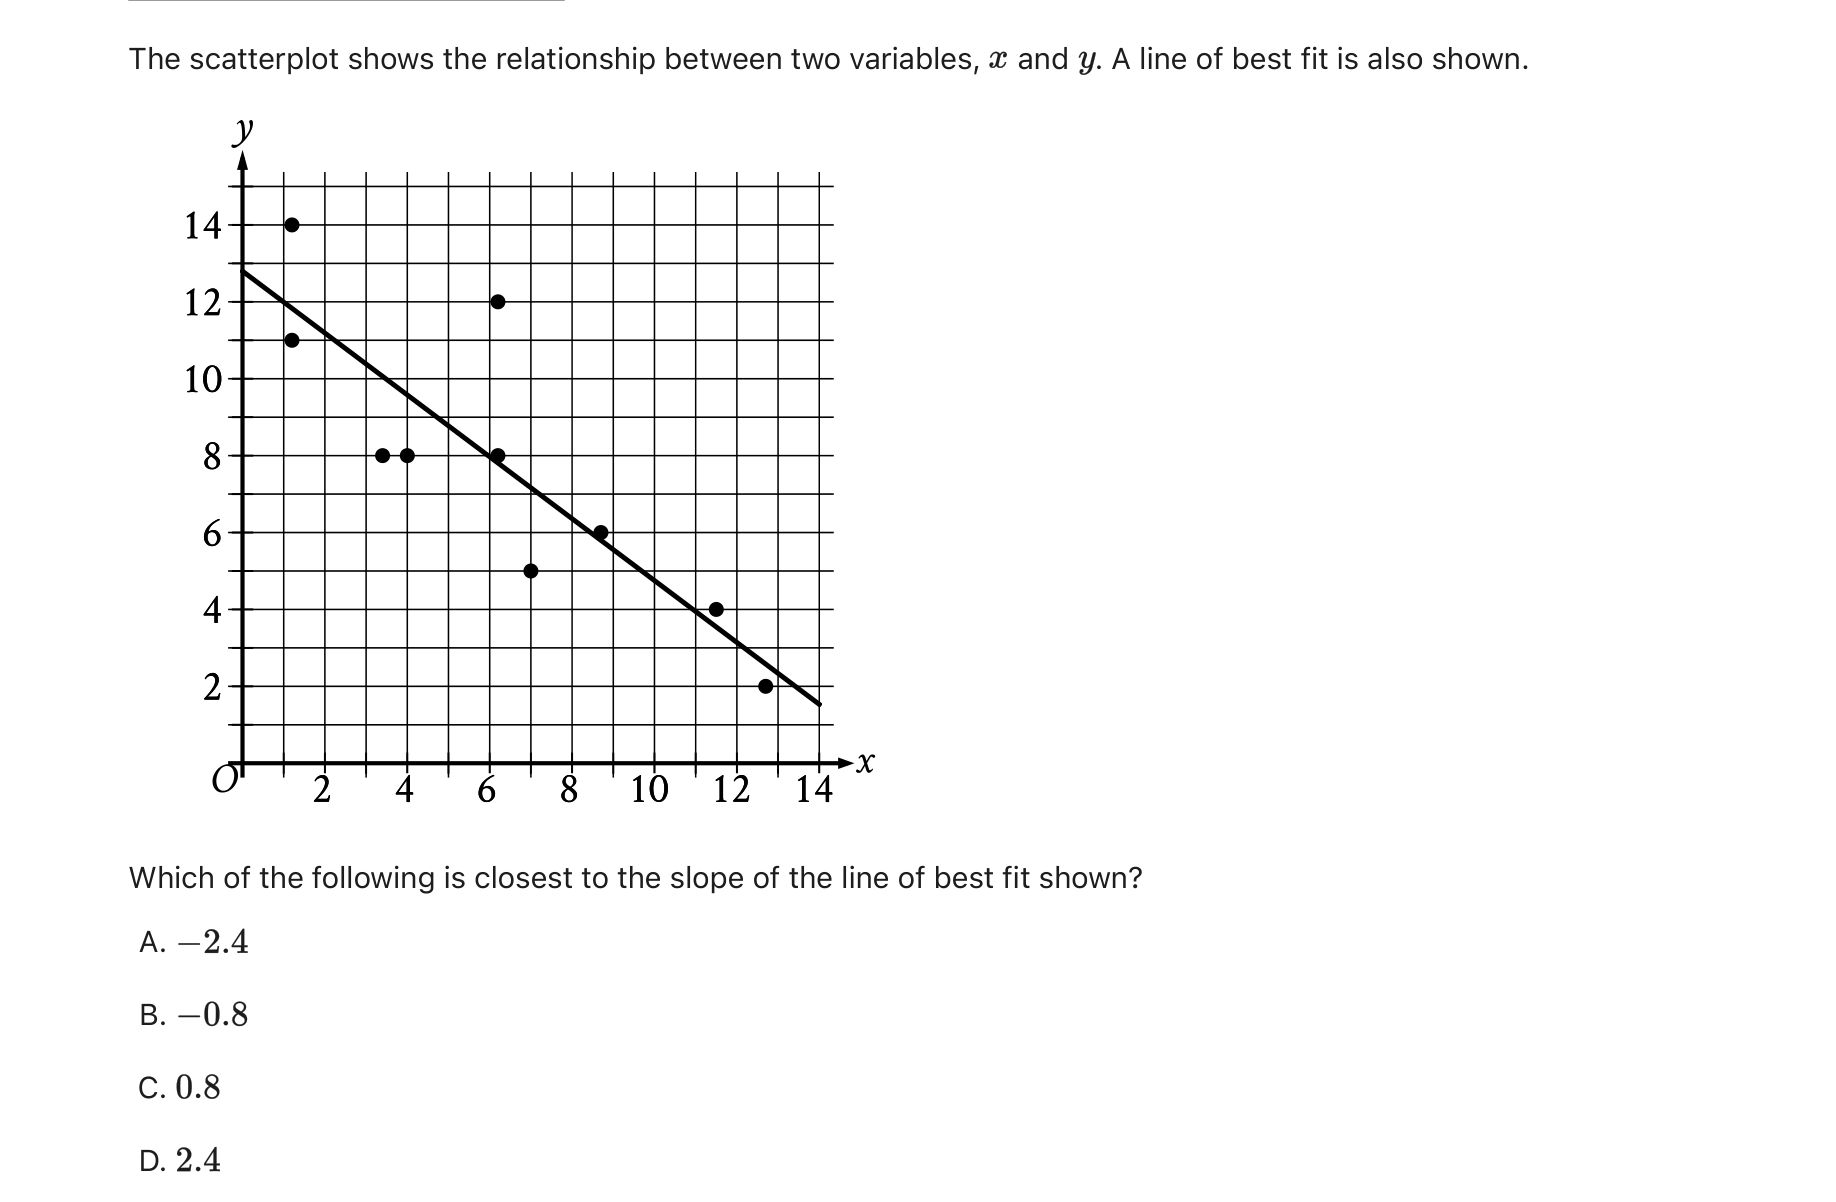 The scatterplot shows the relationship between two variables, x and y. A line of best fit is also shown.
y
14
12
10
8
6
4
2
O
2 4 6 8 10 12 14
x
Which of the following is closest to the slope of the line of best fit shown?
A. −2.4
B. −0.8
C. 0.8
D. 2.4